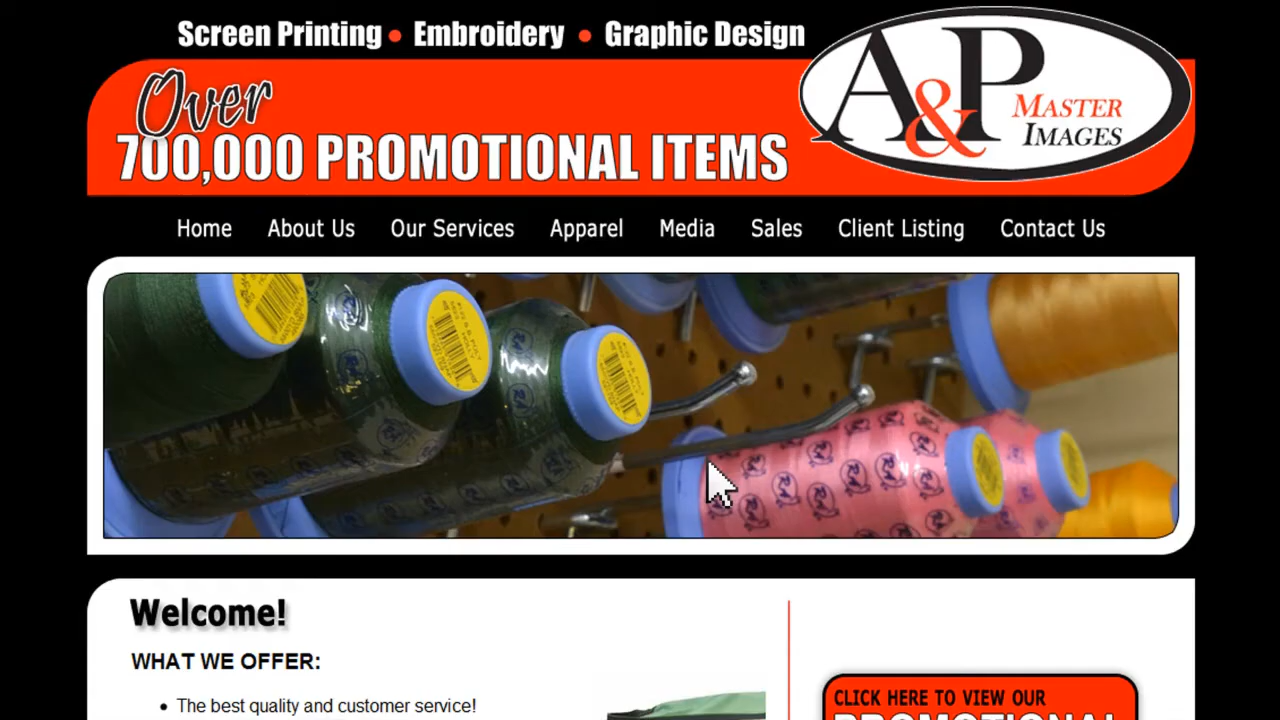 Screen Printing • Embroidery • Graphic Design
Over
700,000 PROMOTIONAL ITEMS
A&P
MASTER
IMAGES
Home About Us Our Services Apparel Media Sales Client Listing Contact Us
Welcome!
WHAT WE OFFER:
• The best quality and customer service!
CLICK HERE TO VIEW OUR
PROMOTIONAL